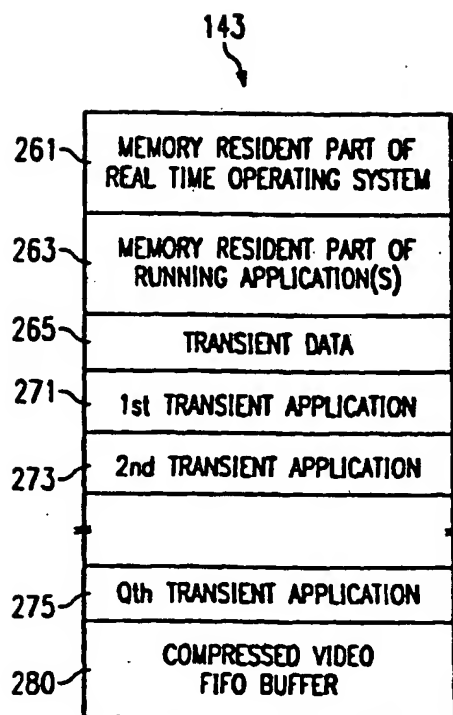 143
261
MEMORY RESIDENT PART OF
REAL TIME OPERATING SYSTEM
263
MEMORY RESIDENT PART OF
RUNNING APPLICATION(S)
265
TRANSIENT DATA
271
1st TRANSIENT APPLICATION
273
2nd TRANSIENT APPLICATION
275
Qth TRANSIENT APPLICATION
280
COMPRESSED VIDEO
FIFO BUFFER